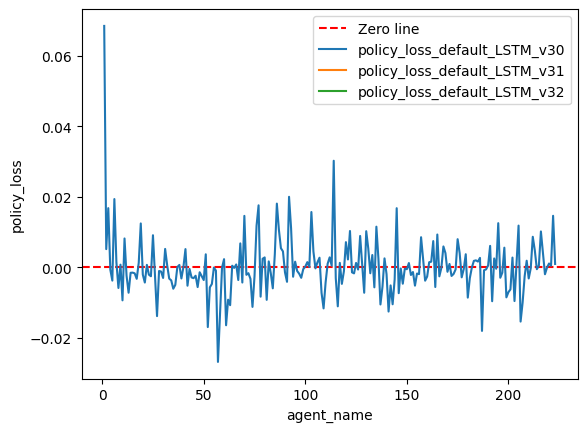 Zero line
policy_loss_default_LSTM_v30
policy_loss_default_LSTM_v31
policy_loss_default_LSTM_v32
policy_loss
0.06
0.04
0.02
0.00
−0.02
0
50
100
150
200
agent_name